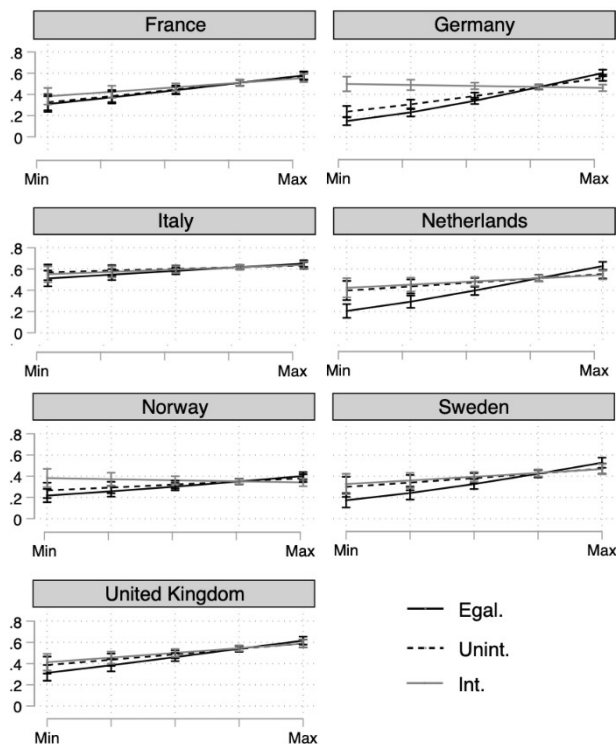 France
Germany
.8
.6
.4
.2
0
Min
Max
Min
Max
Italy
Netherlands
.8
.6
.4
.2
0
Min
Max
Min
Max
Norway
Sweden
.8
.6
.4
.2
0
Min
Max
Min
Max
United Kingdom
.8
.6
.4
.2
0
Min
Max
Egal.
Unint.
Int.